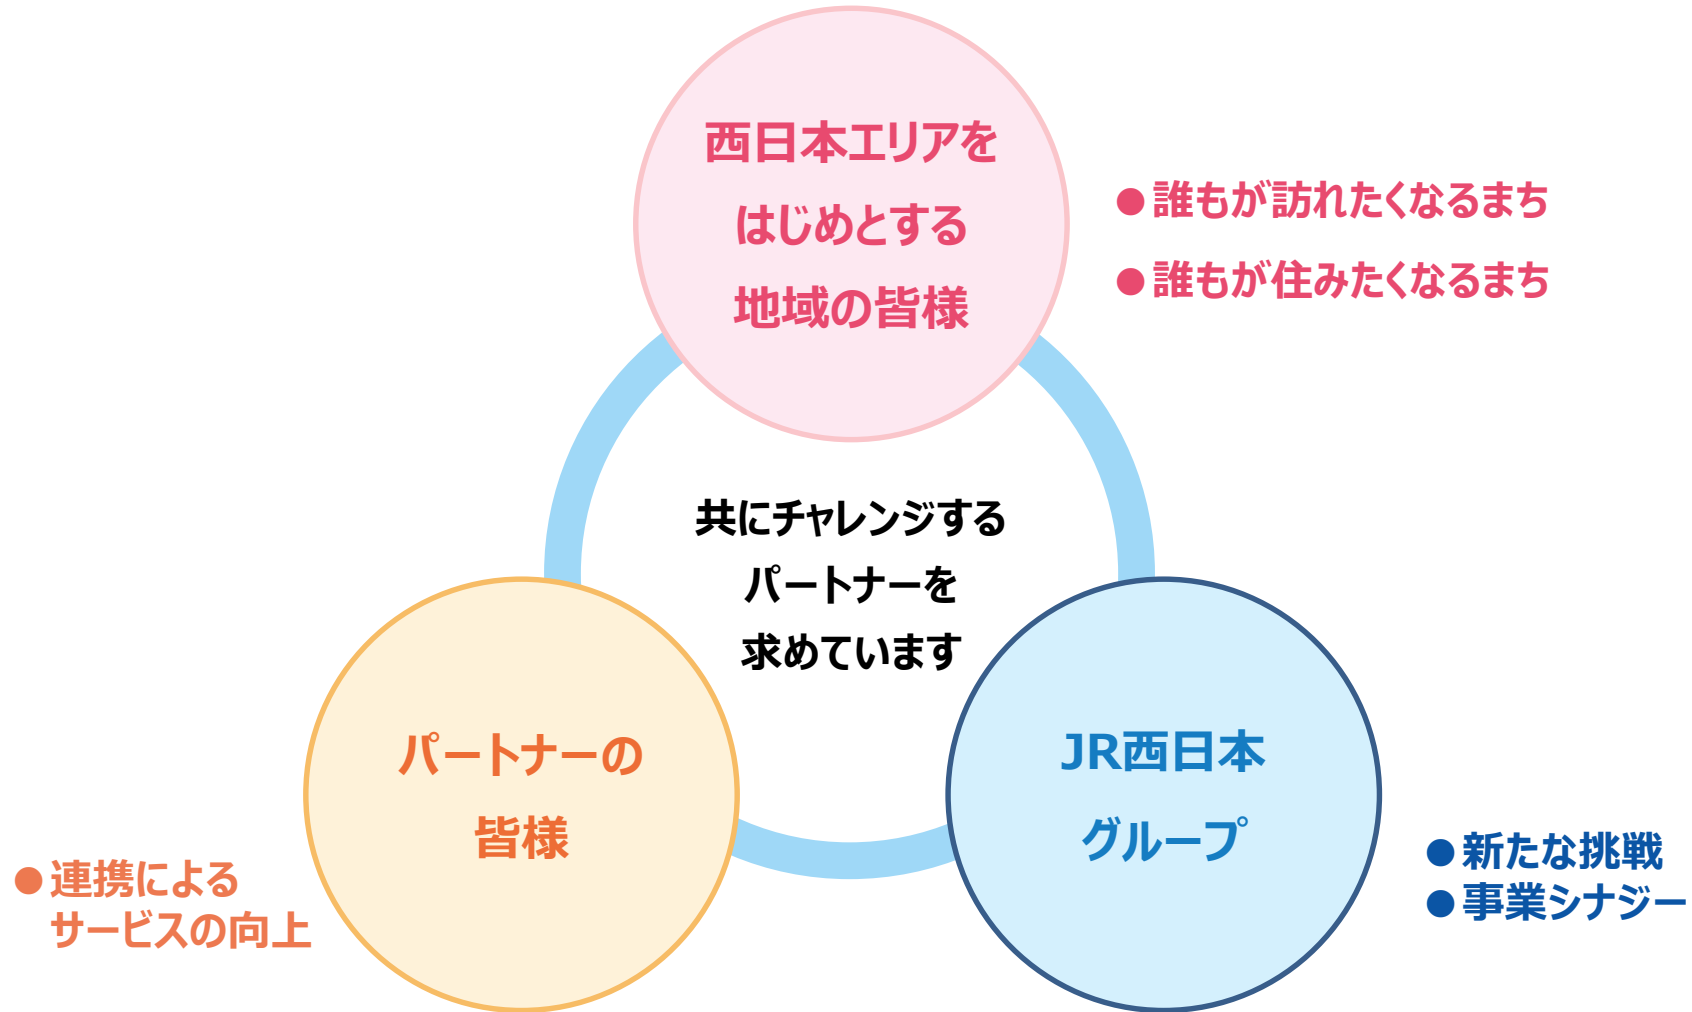 西日本エリアを
はじめとする
地域の皆様
●誰もが訪れたくなるまち
●誰もが住みたくなるまち
共にチャレンジする
パートナーを
求めています
パートナーの
皆様
●連携による
サービスの向上
JR西日本
グループ
●新たな挑戦
●事業シナジー